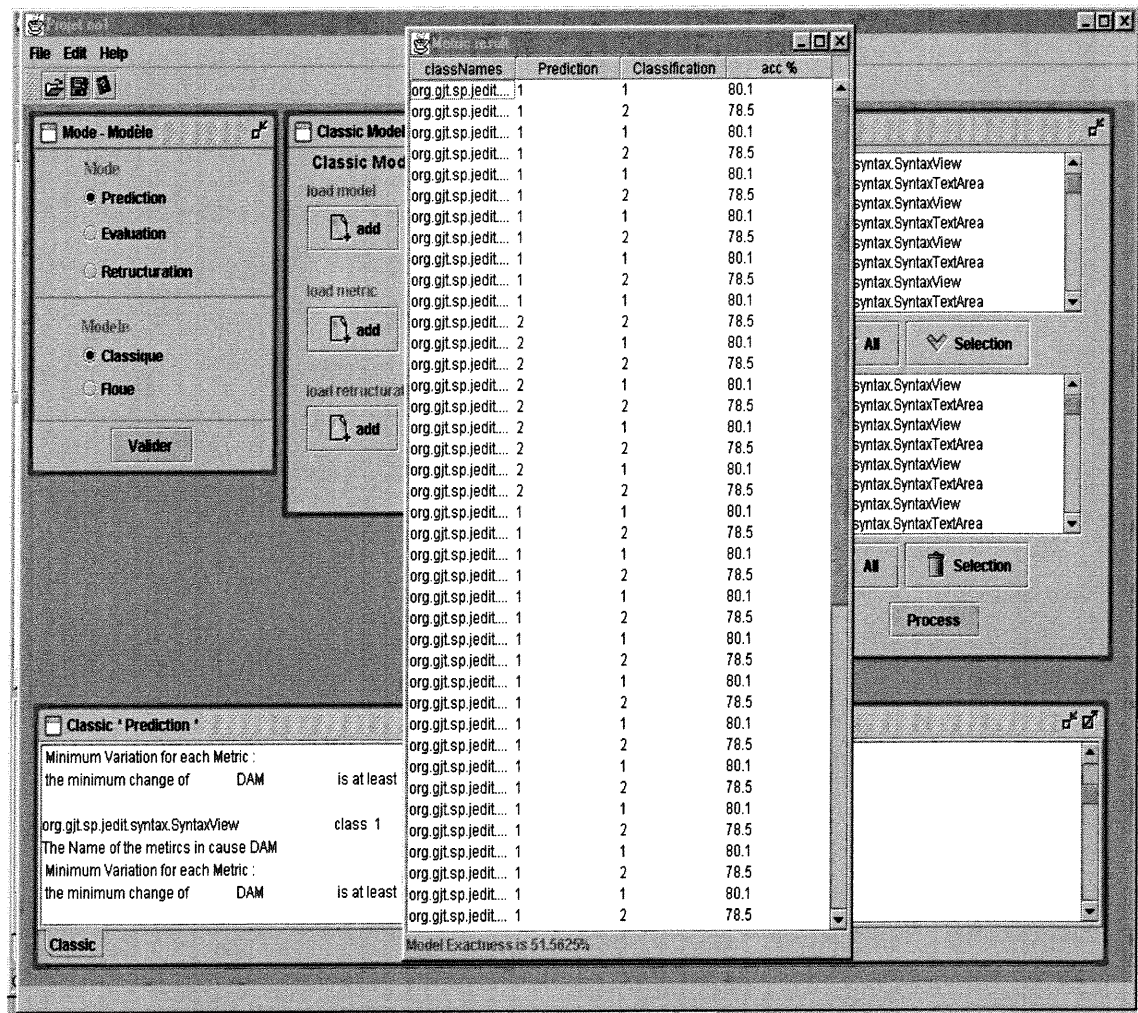 Projet no1
File Edit Help
Mode - Modèle
Mode
Prediction
Evaluation
Retructuration
Modele
Classique
Floue
Valider
Classic Model
Classic Mod
load model
add
load metric
add
load retructurat
add
Metric result
classNames Prediction Classification acc %
org.gjt.sp.jedit.... 1 1 80.1
org.gjt.sp.jedit.... 1 2 78.5
org.gjt.sp.jedit.... 1 1 80.1
org.gjt.sp.jedit.... 1 2 78.5
org.gjt.sp.jedit.... 1 1 80.1
org.gjt.sp.jedit.... 1 2 78.5
org.gjt.sp.jedit.... 1 1 80.1
org.gjt.sp.jedit.... 1 2 78.5
org.gjt.sp.jedit.... 1 1 80.1
org.gjt.sp.jedit.... 1 2 78.5
org.gjt.sp.jedit.... 1 1 80.1
org.gjt.sp.jedit.... 2 2 78.5
org.gjt.sp.jedit.... 2 1 80.1
org.gjt.sp.jedit.... 2 2 78.5
org.gjt.sp.jedit.... 2 1 80.1
org.gjt.sp.jedit.... 2 2 78.5
org.gjt.sp.jedit.... 2 1 80.1
org.gjt.sp.jedit.... 2 2 78.5
org.gjt.sp.jedit.... 2 1 80.1
org.gjt.sp.jedit.... 2 2 78.5
org.gjt.sp.jedit.... 1 1 80.1
org.gjt.sp.jedit.... 1 2 78.5
org.gjt.sp.jedit.... 1 1 80.1
org.gjt.sp.jedit.... 1 2 78.5
org.gjt.sp.jedit.... 1 1 80.1
org.gjt.sp.jedit.... 1 2 78.5
org.gjt.sp.jedit.... 1 1 80.1
org.gjt.sp.jedit.... 1 2 78.5
org.gjt.sp.jedit.... 1 1 80.1
org.gjt.sp.jedit.... 1 2 78.5
org.gjt.sp.jedit.... 1 1 80.1
org.gjt.sp.jedit.... 1 2 78.5
org.gjt.sp.jedit.... 1 1 80.1
org.gjt.sp.jedit.... 1 2 78.5
org.gjt.sp.jedit.... 1 1 80.1
org.gjt.sp.jedit.... 1 2 78.5
org.gjt.sp.jedit.... 1 1 80.1
org.gjt.sp.jedit.... 1 2 78.5
org.gjt.sp.jedit.... 1 1 80.1
org.gjt.sp.jedit.... 1 2 78.5
Model Exactness is 51.5625%
syntax.SyntaxView
syntax.SyntaxTextArea
syntax.SyntaxView
syntax.SyntaxTextArea
syntax.SyntaxView
syntax.SyntaxTextArea
syntax.SyntaxView
syntax.SyntaxTextArea
All Selection
syntax.SyntaxView
syntax.SyntaxTextArea
syntax.SyntaxView
syntax.SyntaxTextArea
syntax.SyntaxView
syntax.SyntaxTextArea
syntax.SyntaxView
syntax.SyntaxTextArea
All Selection
Process
Classic ' Prediction '
Minimum Variation for each Metric :
the minimum change of DAM is at least
org.gjt.sp.jedit.syntax.SyntaxView class 1
The Name of the metircs in cause DAM
Minimum Variation for each Metric :
the minimum change of DAM is at least
Classic